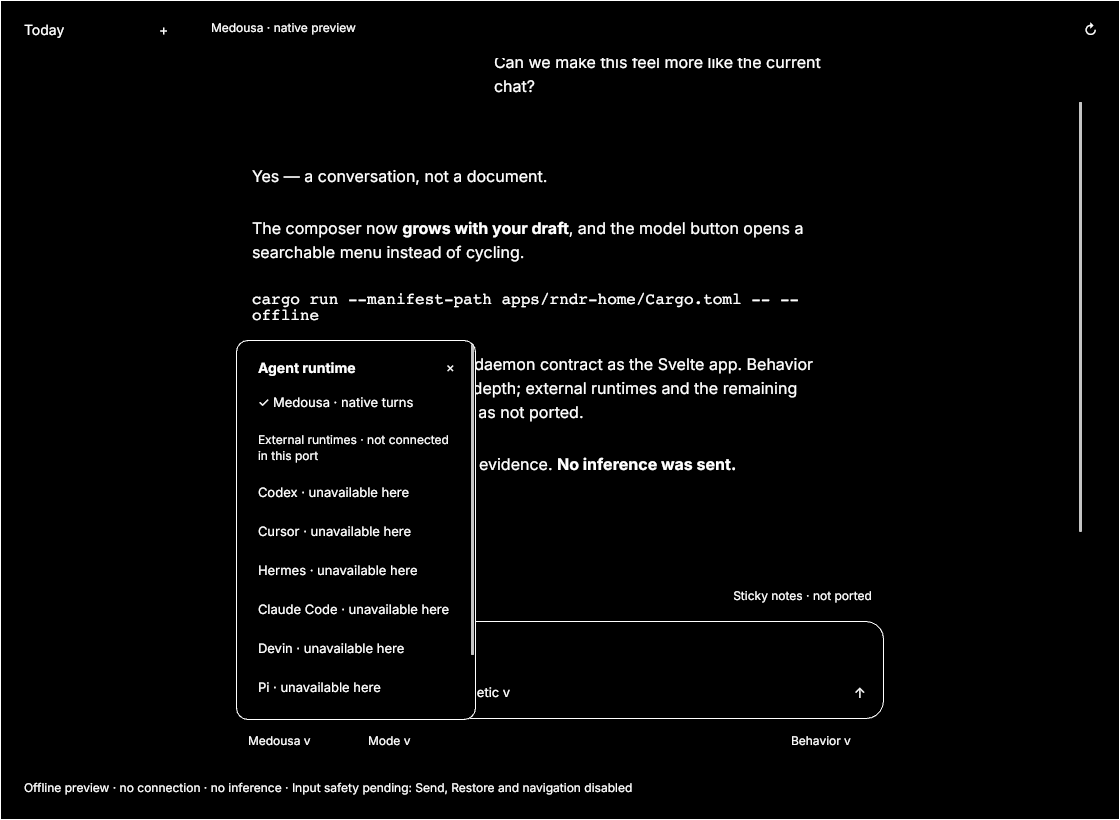 Today
+
Medousa · native preview
Can we make this feel more like the current
chat?
Yes — a conversation, not a document.
The composer now grows with your draft, and the model button opens a
searchable menu instead of cycling.
cargo run --manifest-path apps/rndr-home/Cargo.toml -- --
offline
daemon contract as the Svelte app. Behavior
depth; external runtimes and the remaining
as not ported.
evidence. No inference was sent.
Agent runtime
×
✓ Medousa · native turns
External runtimes · not connected
in this port
Codex · unavailable here
Cursor · unavailable here
Hermes · unavailable here
Claude Code · unavailable here
Devin · unavailable here
Pi · unavailable here
Sticky notes · not ported
etic v
Medousa v
Mode v
Behavior v
Offline preview · no connection · no inference · Input safety pending: Send, Restore and navigation disabled